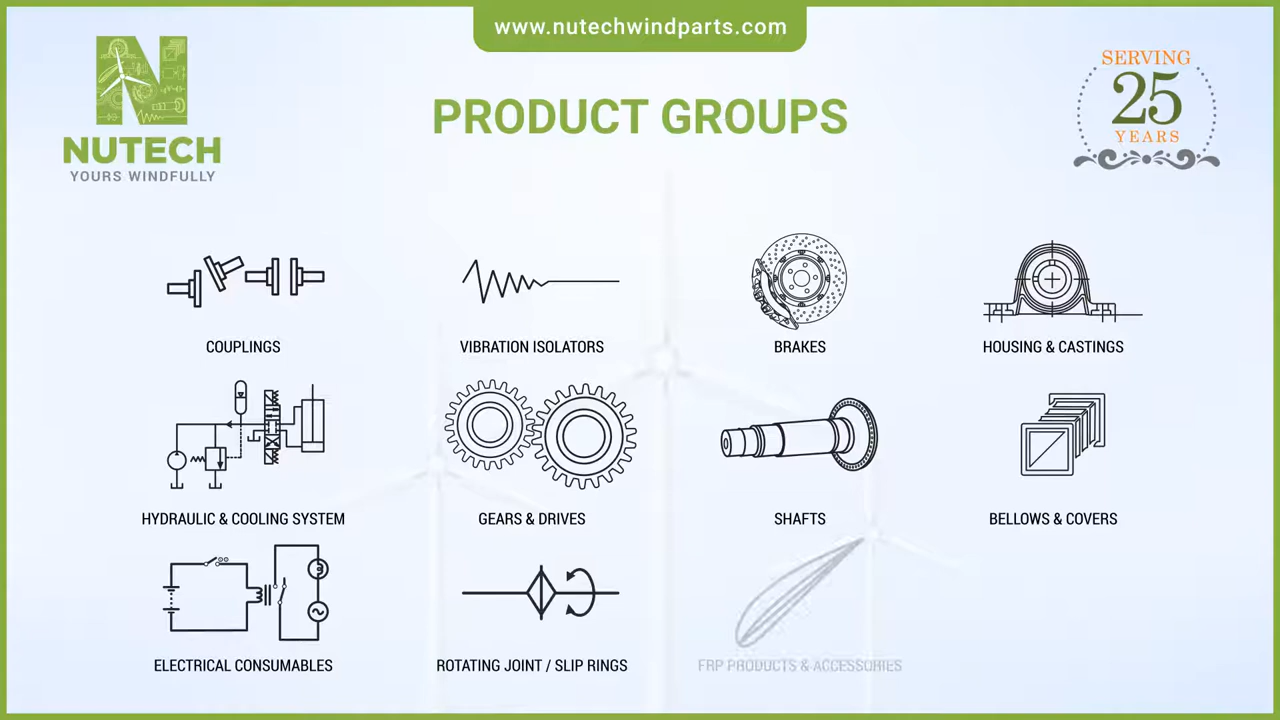 www.nutechwindparts.com
NUTECH
YOURS WINDFULLY
PRODUCT GROUPS
SERVING
25
YEARS
COUPLINGS
VIBRATION ISOLATORS
BRAKES
HOUSING & CASTINGS
HYDRAULIC & COOLING SYSTEM
GEARS & DRIVES
SHAFTS
BELLOWS & COVERS
ELECTRICAL CONSUMABLES
ROTATING JOINT / SLIP RINGS
FRP PRODUCTS & ACCESSORIES